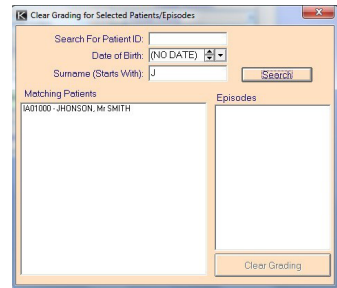 Clear Grading for Selected Patients/Episodes
Search For Patient ID:
Date of Birth: (NO DATE)
Surname (Starts With): J
Search
Matching Patients
Episodes
IA01000 - JHONSON, Mr SMITH
Clear Grading